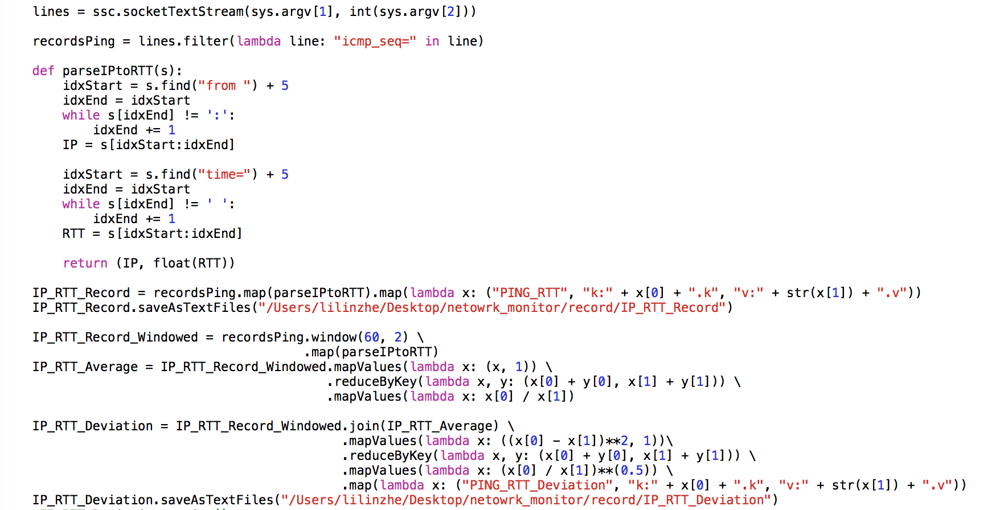 lines = ssc.socketTextStream(sys.argv[1], int(sys.argv[2]))
recordsPing = lines.filter(lambda line: "icmp_seq=" in line)
def parseIPtoRTT(s):
    idxStart = s.find("from ") + 5
    idxEnd = idxStart
    while s[idxEnd] != ':':
        idxEnd += 1
    IP = s[idxStart:idxEnd]
    idxStart = s.find("time=") + 5
    idxEnd = idxStart
    while s[idxEnd] != ' ':
        idxEnd += 1
    RTT = s[idxStart:idxEnd]
    return (IP, float(RTT))
IP_RTT_Record = recordsPing.map(parseIPtoRTT).map(lambda x: ("PING_RTT", "k:" + x[0] + ".k", "v:" + str(x[1]) + ".v"))
IP_RTT_Record.saveAsTextFiles("/Users/lilinzhe/Desktop/netowrk_monitor/record/IP_RTT_Record")
IP_RTT_Record_Windowed = recordsPing.window(60, 2) \
                                    .map(parseIPtoRTT)
IP_RTT_Average = IP_RTT_Record_Windowed.mapValues(lambda x: (x, 1)) \
                                       .reduceByKey(lambda x, y: (x[0] + y[0], x[1] + y[1])) \
                                       .mapValues(lambda x: x[0] / x[1])
IP_RTT_Deviation = IP_RTT_Record_Windowed.join(IP_RTT_Average) \
                                         .mapValues(lambda x: ((x[0] - x[1])**2, 1))\
                                         .reduceByKey(lambda x, y: (x[0] + y[0], x[1] + y[1])) \
                                         .mapValues(lambda x: (x[0] / x[1])**(0.5)) \
                                         .map(lambda x: ("PING_RTT_Deviation", "k:" + x[0] + ".k", "v:" + str(x[1]) + ".v"))
IP_RTT_Deviation.saveAsTextFiles("/Users/lilinzhe/Desktop/netowrk_monitor/record/IP_RTT_Deviation")